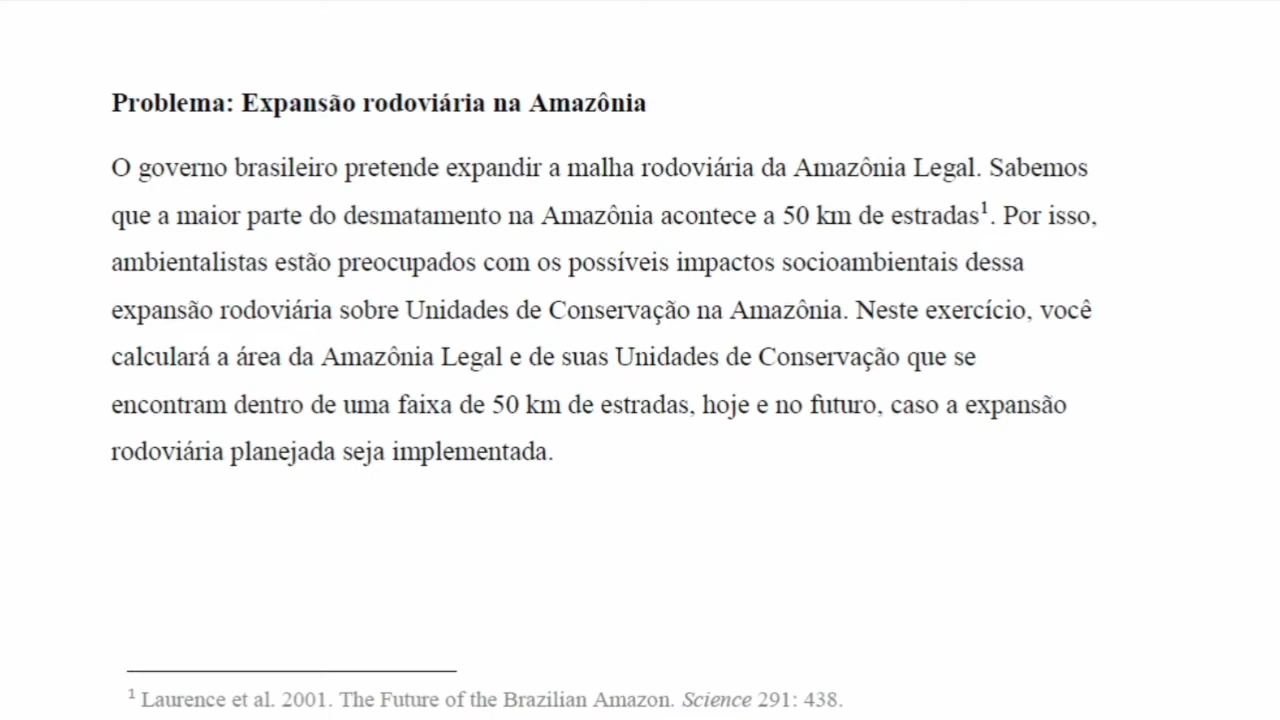 Problema: Expansão rodoviária na Amazônia
O governo brasileiro pretende expandir a malha rodoviária da Amazônia Legal. Sabemos
que a maior parte do desmatamento na Amazônia acontece a 50 km de estradas¹. Por isso,
ambientalistas estão preocupados com os possíveis impactos socioambientais dessa
expansão rodoviária sobre Unidades de Conservação na Amazônia. Neste exercício, você
calculará a área da Amazônia Legal e de suas Unidades de Conservação que se
encontram dentro de uma faixa de 50 km de estradas, hoje e no futuro, caso a expansão
rodoviária planejada seja implementada.
¹ Laurence et al. 2001. The Future of the Brazilian Amazon. Science 291: 438.